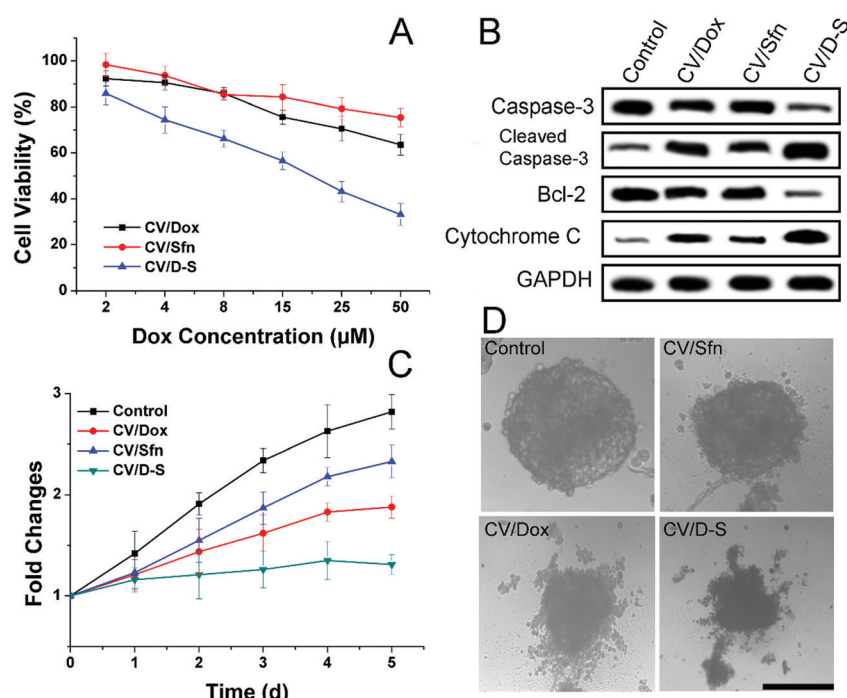 A
Cell Viability (%)
100
80
60
40
20
0
CV/Dox
CV/Sfn
CV/D-S
2 4 8 15 25 50
Dox Concentration (µM)
B
Control CV/Dox CV/Sfn CV/D-S
Caspase-3
Cleaved
Caspase-3
Bcl-2
Cytochrome C
GAPDH
C
Fold Changes
3
2
1
Control
CV/Dox
CV/Sfn
CV/D-S
0 1 2 3 4 5
Time (d)
D
Control CV/Sfn
CV/Dox CV/D-S